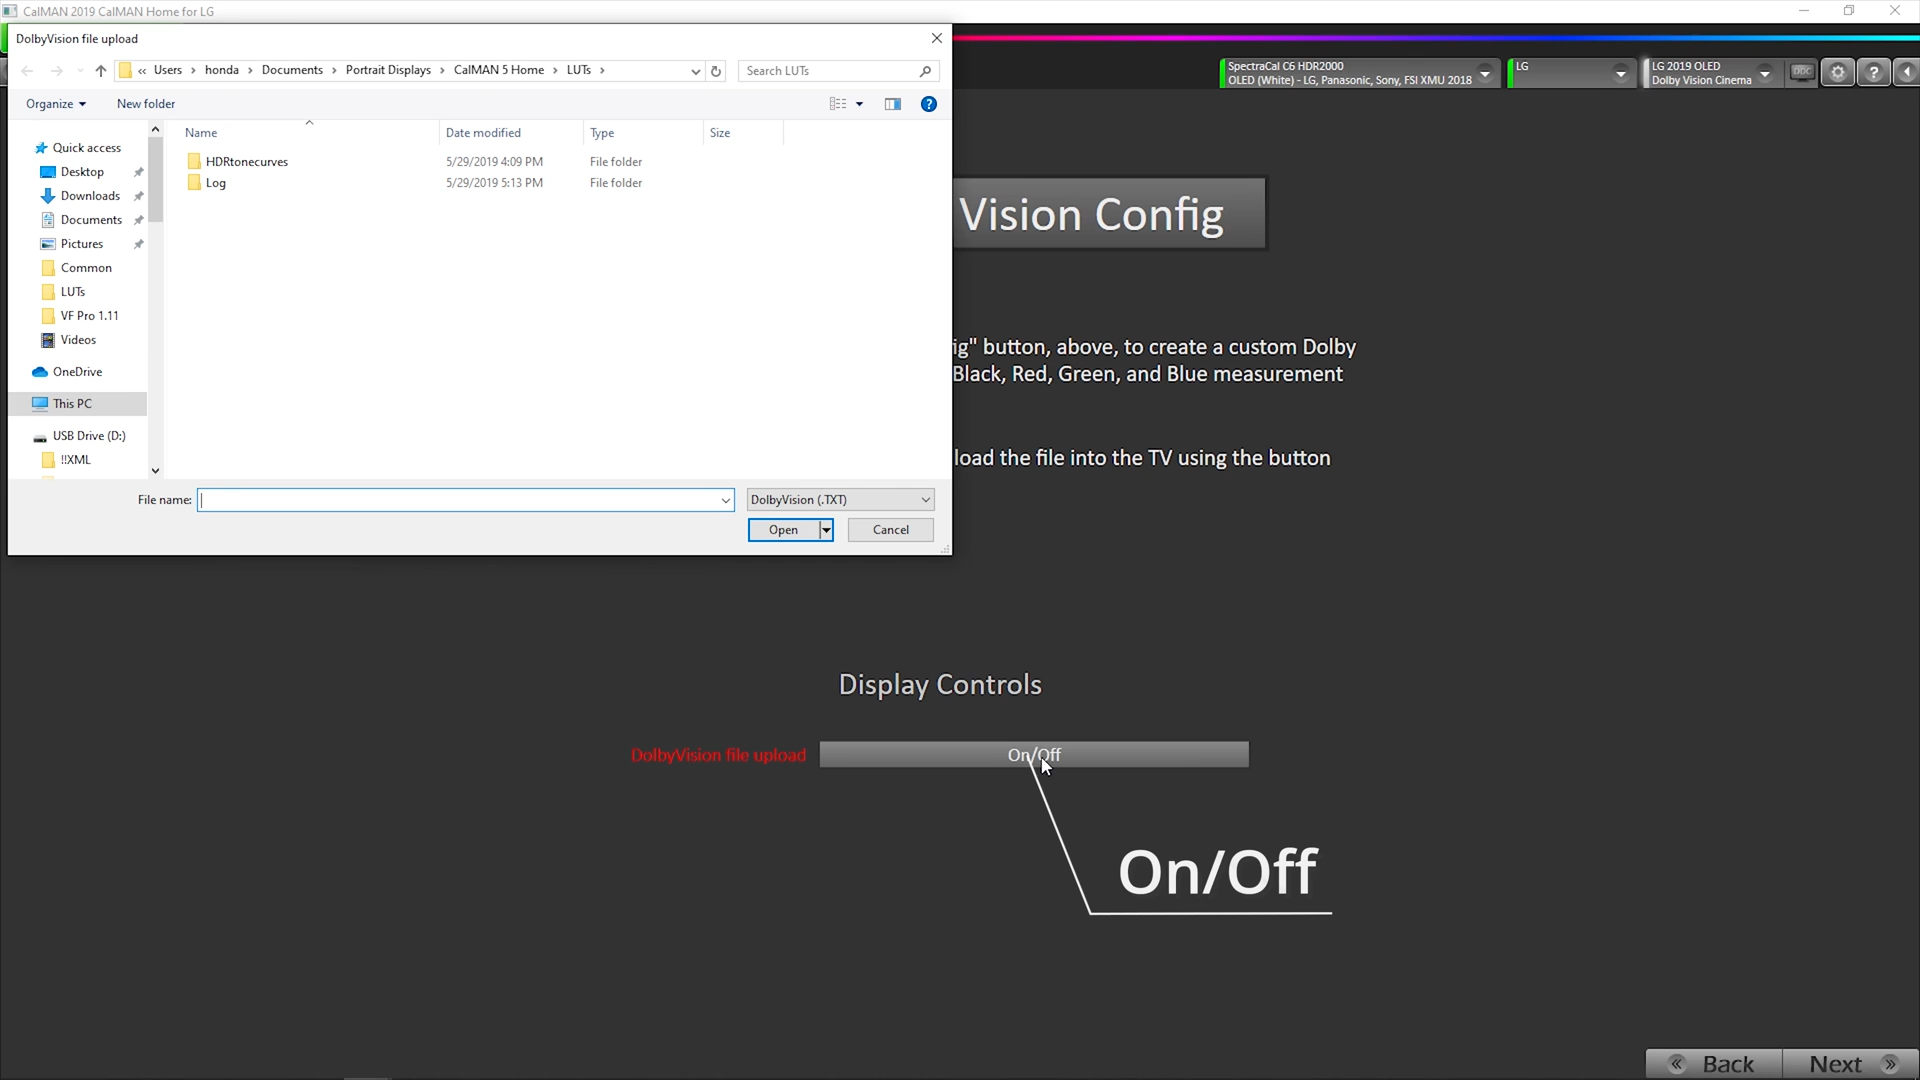 CalMAN 2019 CalMAN Home for LG
DolbyVision file upload
« Users › honda › Documents › Portrait Displays › CalMAN 5 Home › LUTs ›
Search LUTs
SpectraCal C6 HDR2000
OLED (White) - LG, Panasonic, Sony, FSI XMU 2018
LG
LG 2019 OLED
Dolby Vision Cinema
DDC
?
Organize
New folder
?
Name
Date modified
Type
Size
Quick access
Desktop
Downloads
Documents
Pictures
Common
LUTs
VF Pro 1.11
Videos
OneDrive
This PC
USB Drive (D:)
!!XML
HDRtonecurves 5/29/2019 4:09 PM File folder
Log 5/29/2019 5:13 PM File folder
File name:
DolbyVision (.TXT)
Open
Cancel
Vision Config
ig" button, above, to create a custom Dolby
Black, Red, Green, and Blue measurement
load the file into the TV using the button
Display Controls
DolbyVision file upload
On/Off
On/Off
« Back
Next »